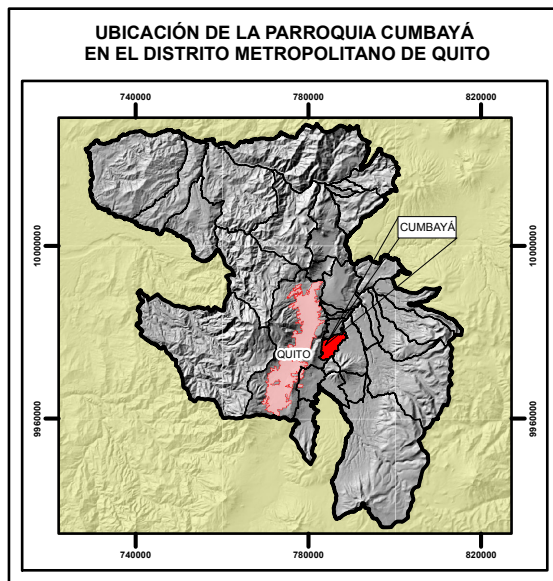 UBICACIÓN DE LA PARROQUIA CUMBAYÁ
EN EL DISTRITO METROPOLITANO DE QUITO
740000 780000 820000
CUMBAYÁ
10000000 10000000
QUITO
9960000 9960000
740000 780000 820000